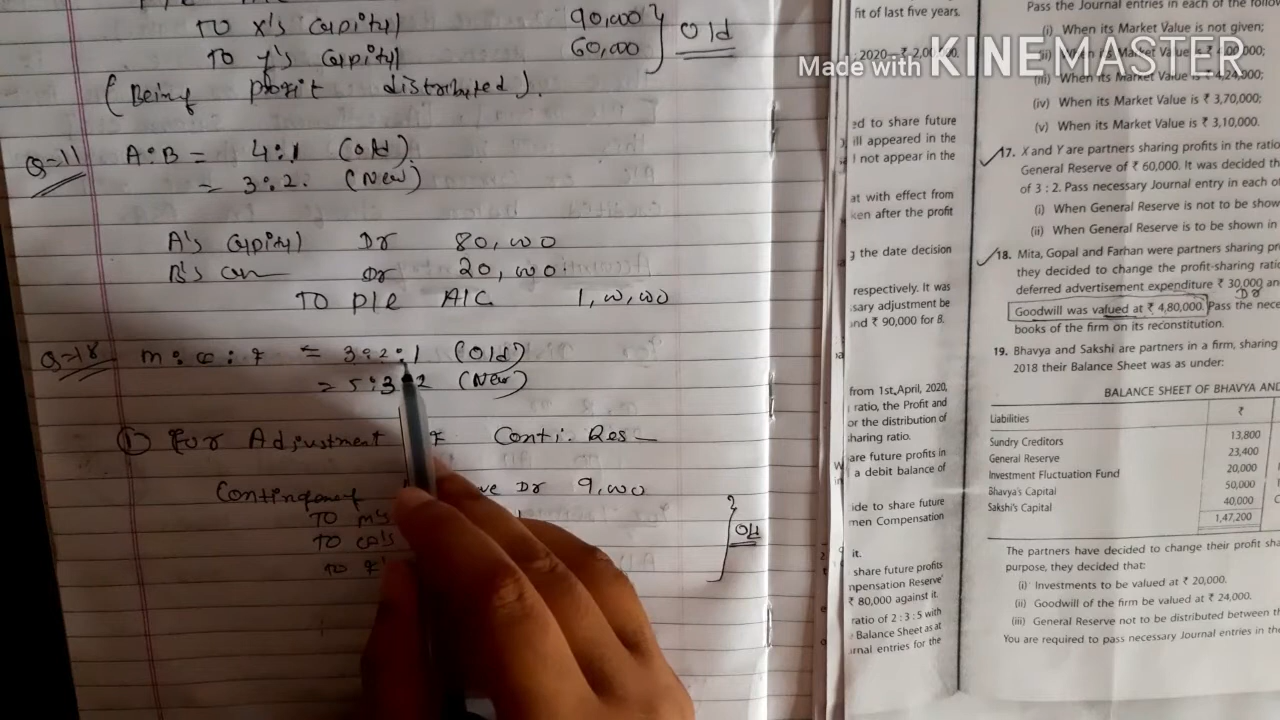 To X's Capital 90,000
To Y's Capital 60,000
Old
(Being profit distributed).
Q-11 A:B = 4:1 (Old)
= 3:2. (New)
A's Capital Dr 80,000
B's Dr 20,000.
To P/L A/C 1,00,000
Q-18 = 3:2:1 (Old)
= 5:3 2 (New)
① For Adjustment Conti. Res
Contingency ve Dr 9,000
To M's
To
To F's
Old
Made with KINEMASTER
fit of last five years.
: 2020—₹ 2,00,000.
ed to share future
ill appeared in the
l not appear in the
at with effect from
ken after the profit
g the date decision
respectively. It was
sary adjustment be
ind ₹ 90,000 for B.
from 1st April, 2020,
ratio, the Profit and
or the distribution of
haring ratio.
are future profits in
a debit balance of
ide to share future
men Compensation
it.
share future profits
npensation Reserve'
₹ 80,000 against it.
ratio of 2 : 3 : 5 with
Balance Sheet as at
urnal entries for the
Pass the Journal entries in each of the follow
(i) When its Market Value is not given;
(iii) When its Market Value is ₹ 4,24,000;
(iv) When its Market Value is ₹ 3,70,000;
(v) When its Market Value is ₹ 3,10,000.
17. X and Y are partners sharing profits in the ratio
General Reserve of ₹ 60,000. It was decided th
of 3 : 2. Pass necessary Journal entry in each of
(i) When General Reserve is not to be show
(ii) When General Reserve is to be shown in
18. Mita, Gopal and Farhan were partners sharing pr
they decided to change the profit-sharing ratio
deferred advertisement expenditure ₹ 30,000 an
Dr
Goodwill was valued at ₹ 4,80,000. Pass the nece
books of the firm on its reconstitution.
19. Bhavya and Sakshi are partners in a firm, sharing
2018 their Balance Sheet was as under:
BALANCE SHEET OF BHAVYA AND
Liabilities ₹
Sundry Creditors 13,800
General Reserve 23,400
Investment Fluctuation Fund 20,000
Bhavya's Capital 50,000
Sakshi's Capital 40,000
1,47,200
The partners have decided to change their profit sha
purpose, they decided that:
(i) Investments to be valued at ₹ 20,000.
(ii) Goodwill of the firm be valued at ₹ 24,000.
(iii) General Reserve not to be distributed between th
You are required to pass necessary Journal entries in the